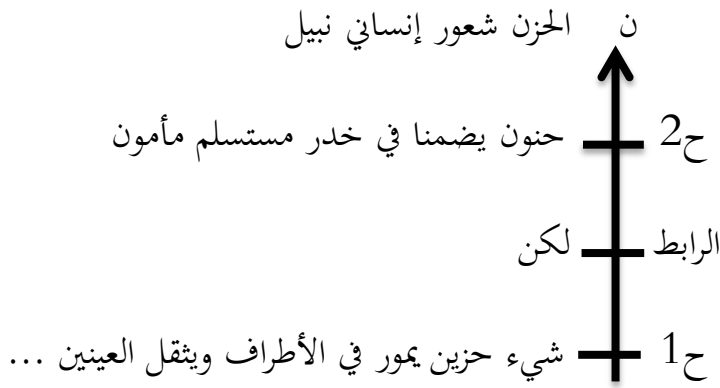 ن الحزن شعور إنساني نبيل
ح2 حنون يضمنا في خدر مستسلم مأمون
الرابط لكن
ح1 شيء حزين يمور في الأطراف ويثقل العينين ...